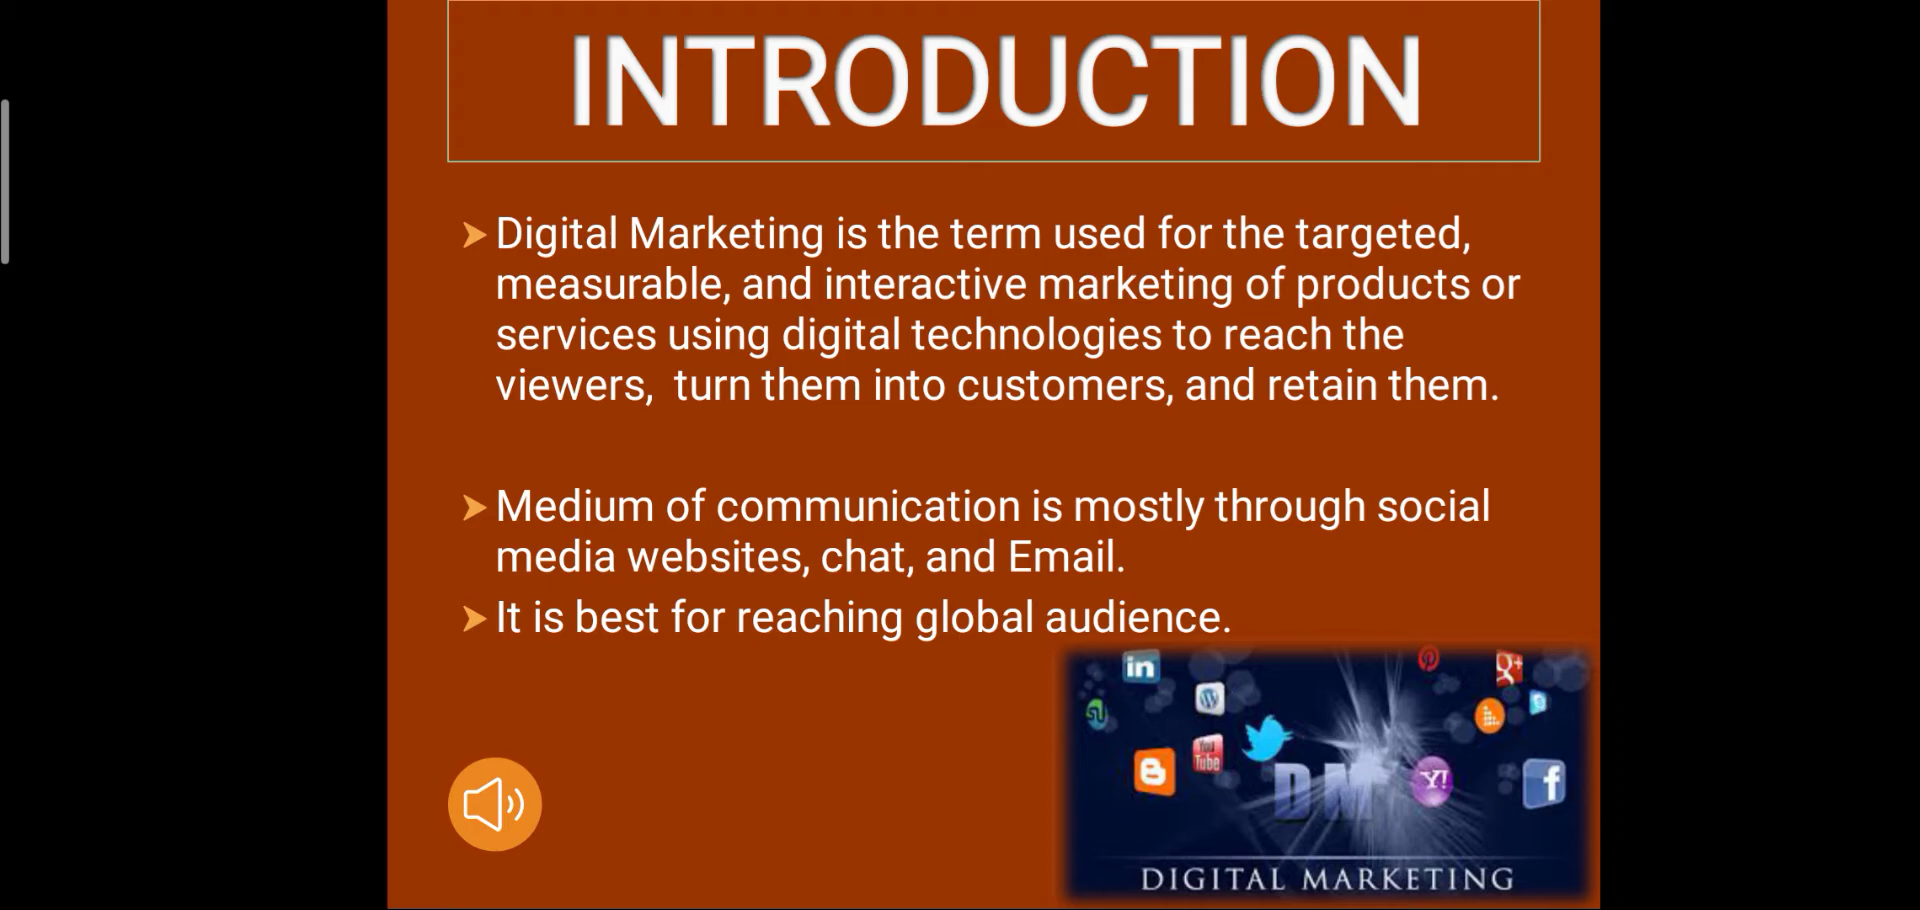 INTRODUCTION
Digital Marketing is the term used for the targeted,
measurable, and interactive marketing of products or
services using digital technologies to reach the
viewers,  turn them into customers, and retain them.
Medium of communication is mostly through social
media websites, chat, and Email.
It is best for reaching global audience.
in
g+
You
Tube
B
DM
Y!
f
DIGITAL MARKETING